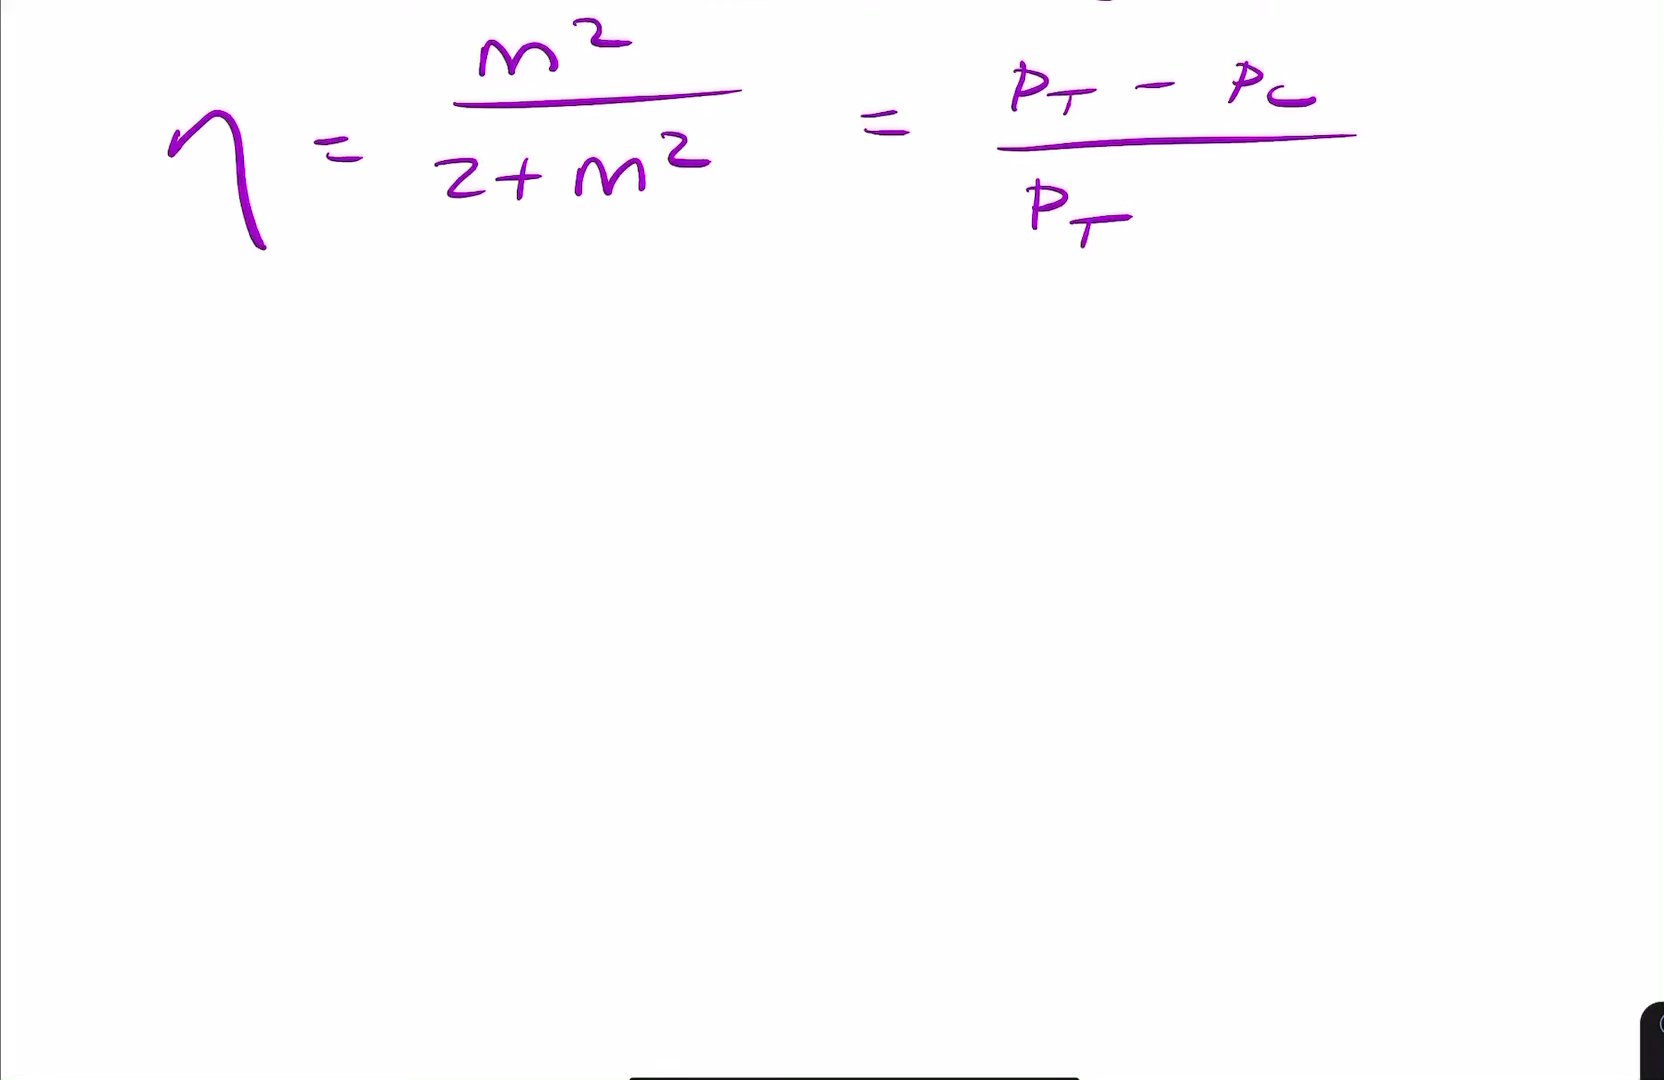 η = m² / (2 + m²) = (P_T - P_C) / P_T